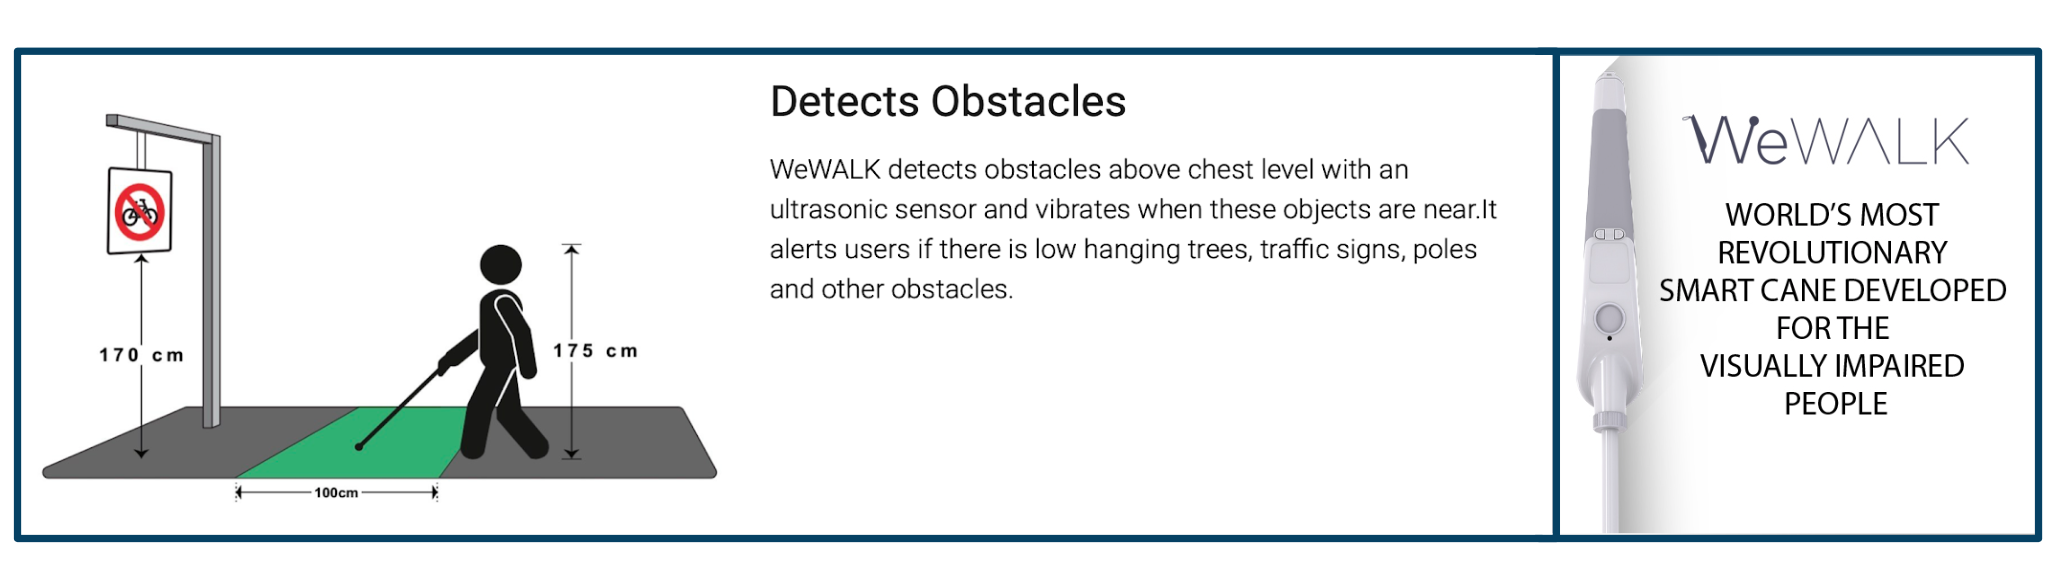 170 cm
175 cm
100cm
Detects Obstacles
WeWALK detects obstacles above chest level with an
ultrasonic sensor and vibrates when these objects are near.It
alerts users if there is low hanging trees, traffic signs, poles
and other obstacles.
WeWALK
WORLD'S MOST
REVOLUTIONARY
SMART CANE DEVELOPED
FOR THE
VISUALLY IMPAIRED
PEOPLE